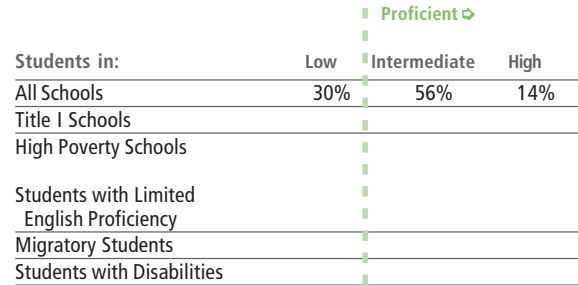 Proficient ➲
Students in: Low Intermediate High
All Schools 30% 56% 14%
Title I Schools
High Poverty Schools
Students with Limited
English Proficiency
Migratory Students
Students with Disabilities